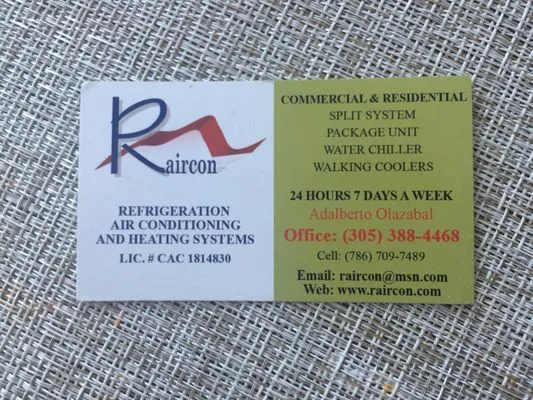 Raircon
REFRIGERATION
AIR CONDITIONING
AND HEATING SYSTEMS
LIC. # CAC 1814830
COMMERCIAL & RESIDENTIAL
SPLIT SYSTEM
PACKAGE UNIT
WATER CHILLER
WALKING COOLERS
24 HOURS 7 DAYS A WEEK
Adalberto Olazabal
Office: (305) 388-4468
Cell: (786) 709-7489
Email: raircon@msn.com
Web: www.raircon.com